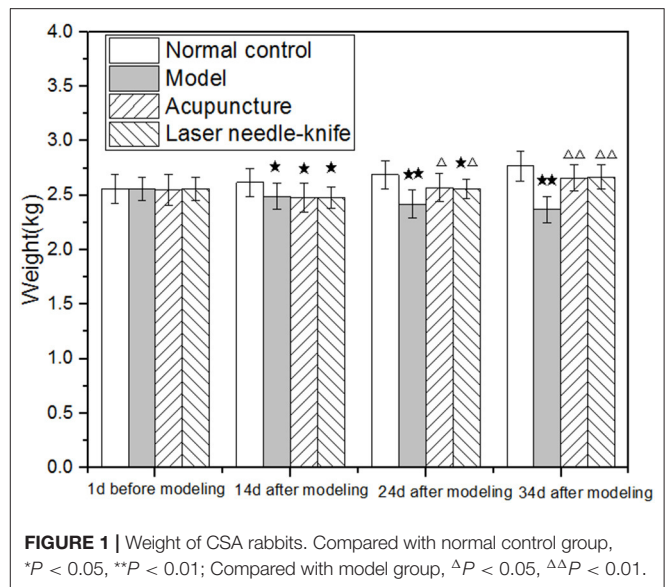 Normal control
Model
Acupuncture
Laser needle-knife
4.0
3.5
3.0
2.5
2.0
1.5
1.0
0.5
0.0
Weight(kg)
★ ★ ★
★★ △ ★△
★★ △△ △△
1d before modeling 14d after modeling 24d after modeling 34d after modeling
FIGURE 1 | Weight of CSA rabbits. Compared with normal control group,
*P < 0.05, **P < 0.01; Compared with model group, ΔP < 0.05, ΔΔP < 0.01.